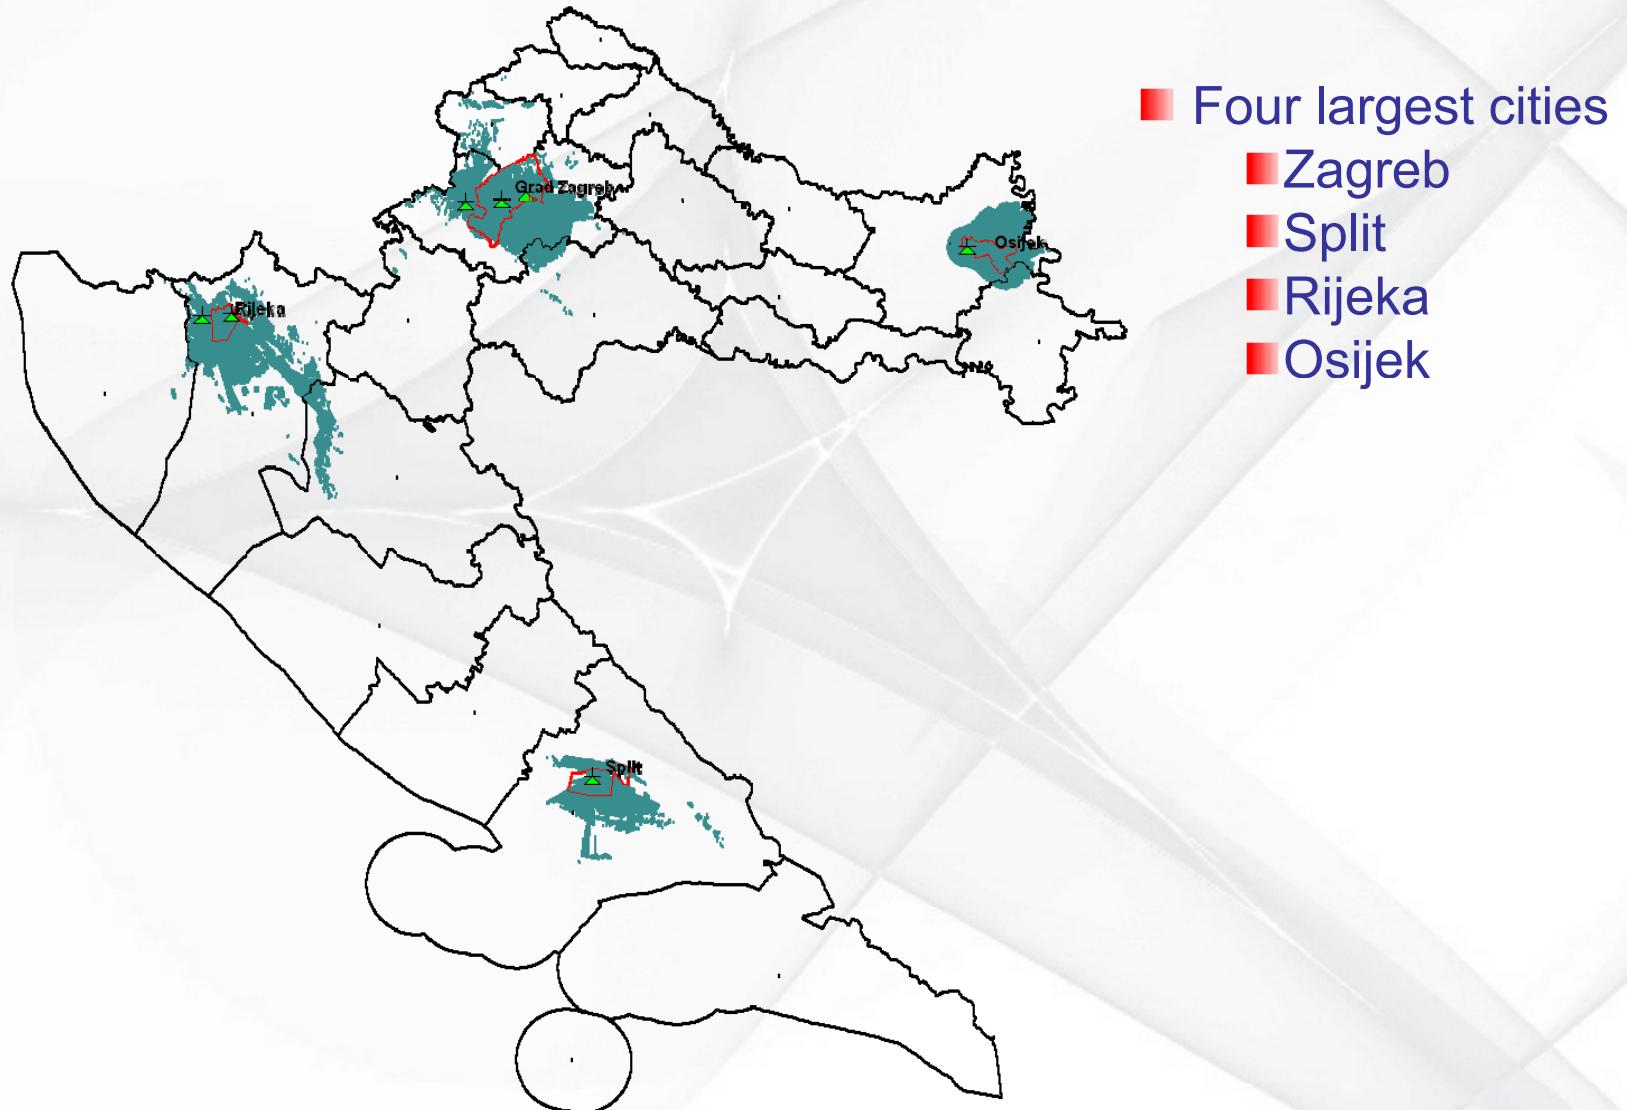 Four largest cities
Zagreb
Split
Rijeka
Osijek
Grad Zagreb
Osijek
Rijeka
Split